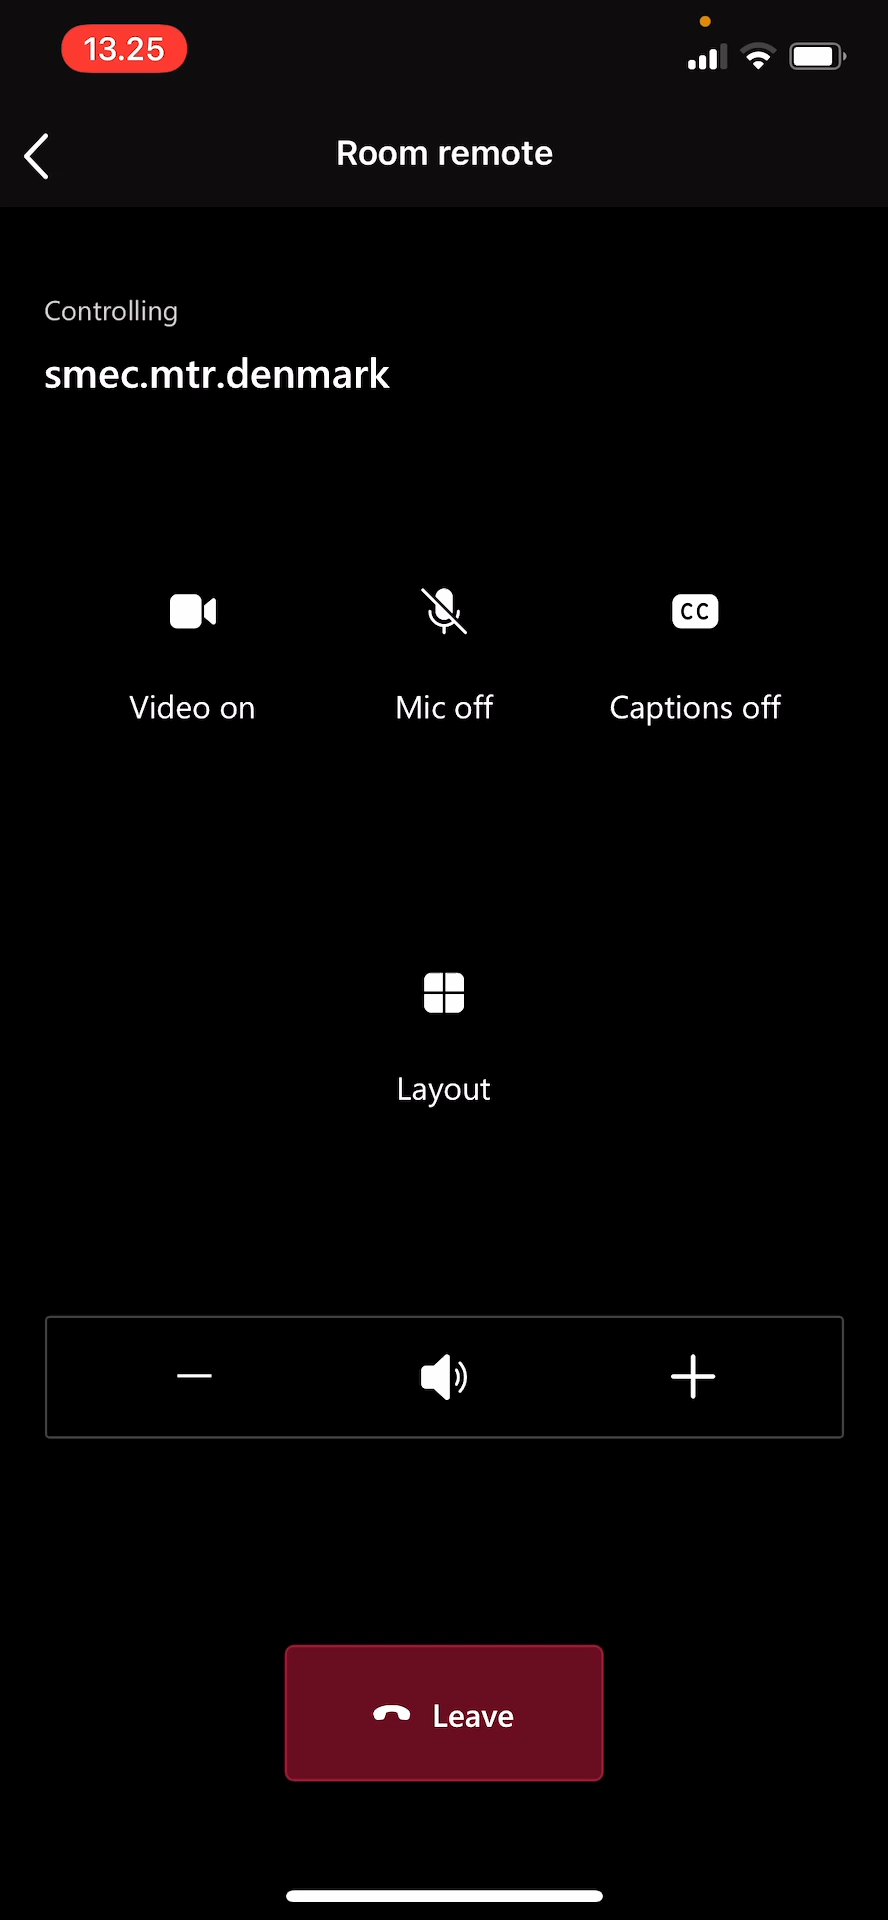 13.25
Room remote
Controlling
smec.mtr.denmark
CC
Video on
Mic off
Captions off
Layout
Leave